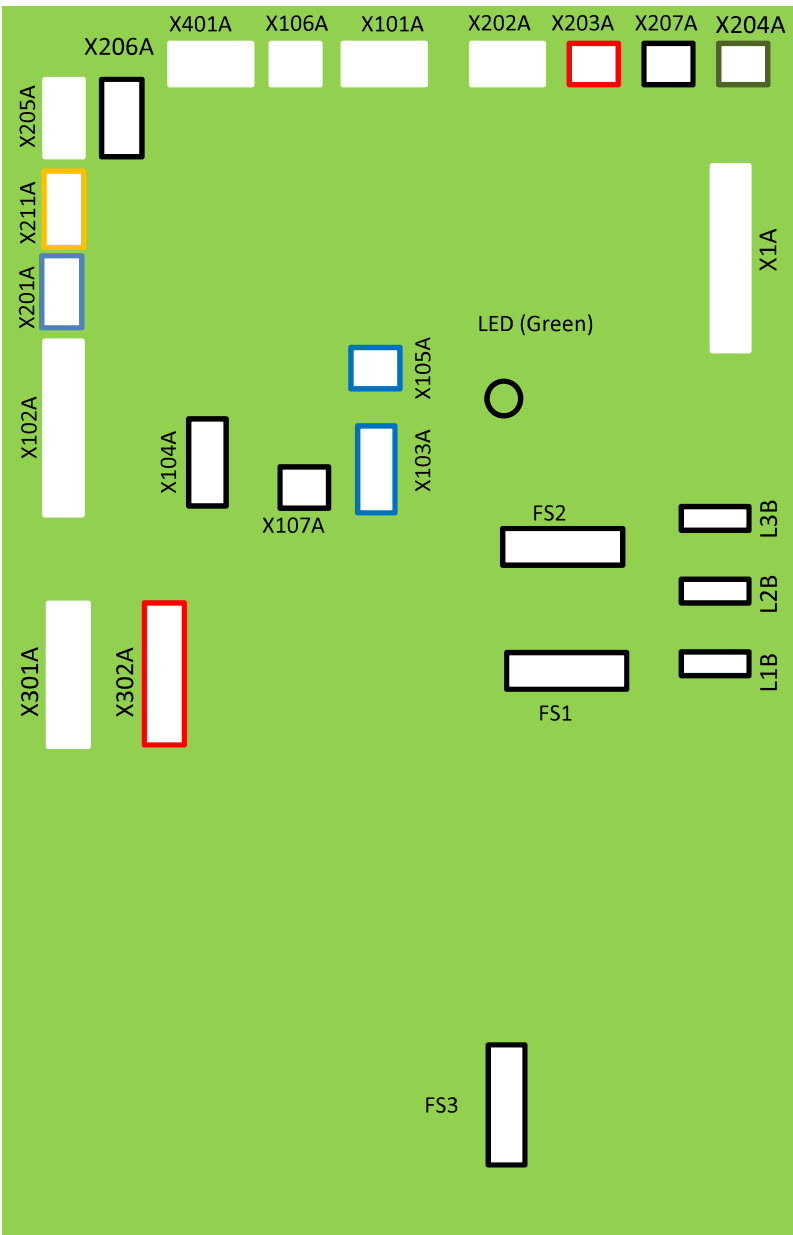 X401A
X106A
X101A
X202A
X203A
X207A
X204A
X206A
X205A
X211A
X201A
X102A
X1A
LED (Green)
X105A
X104A
X103A
X107A
FS2
L3B
L2B
L1B
FS1
X301A
X302A
FS3